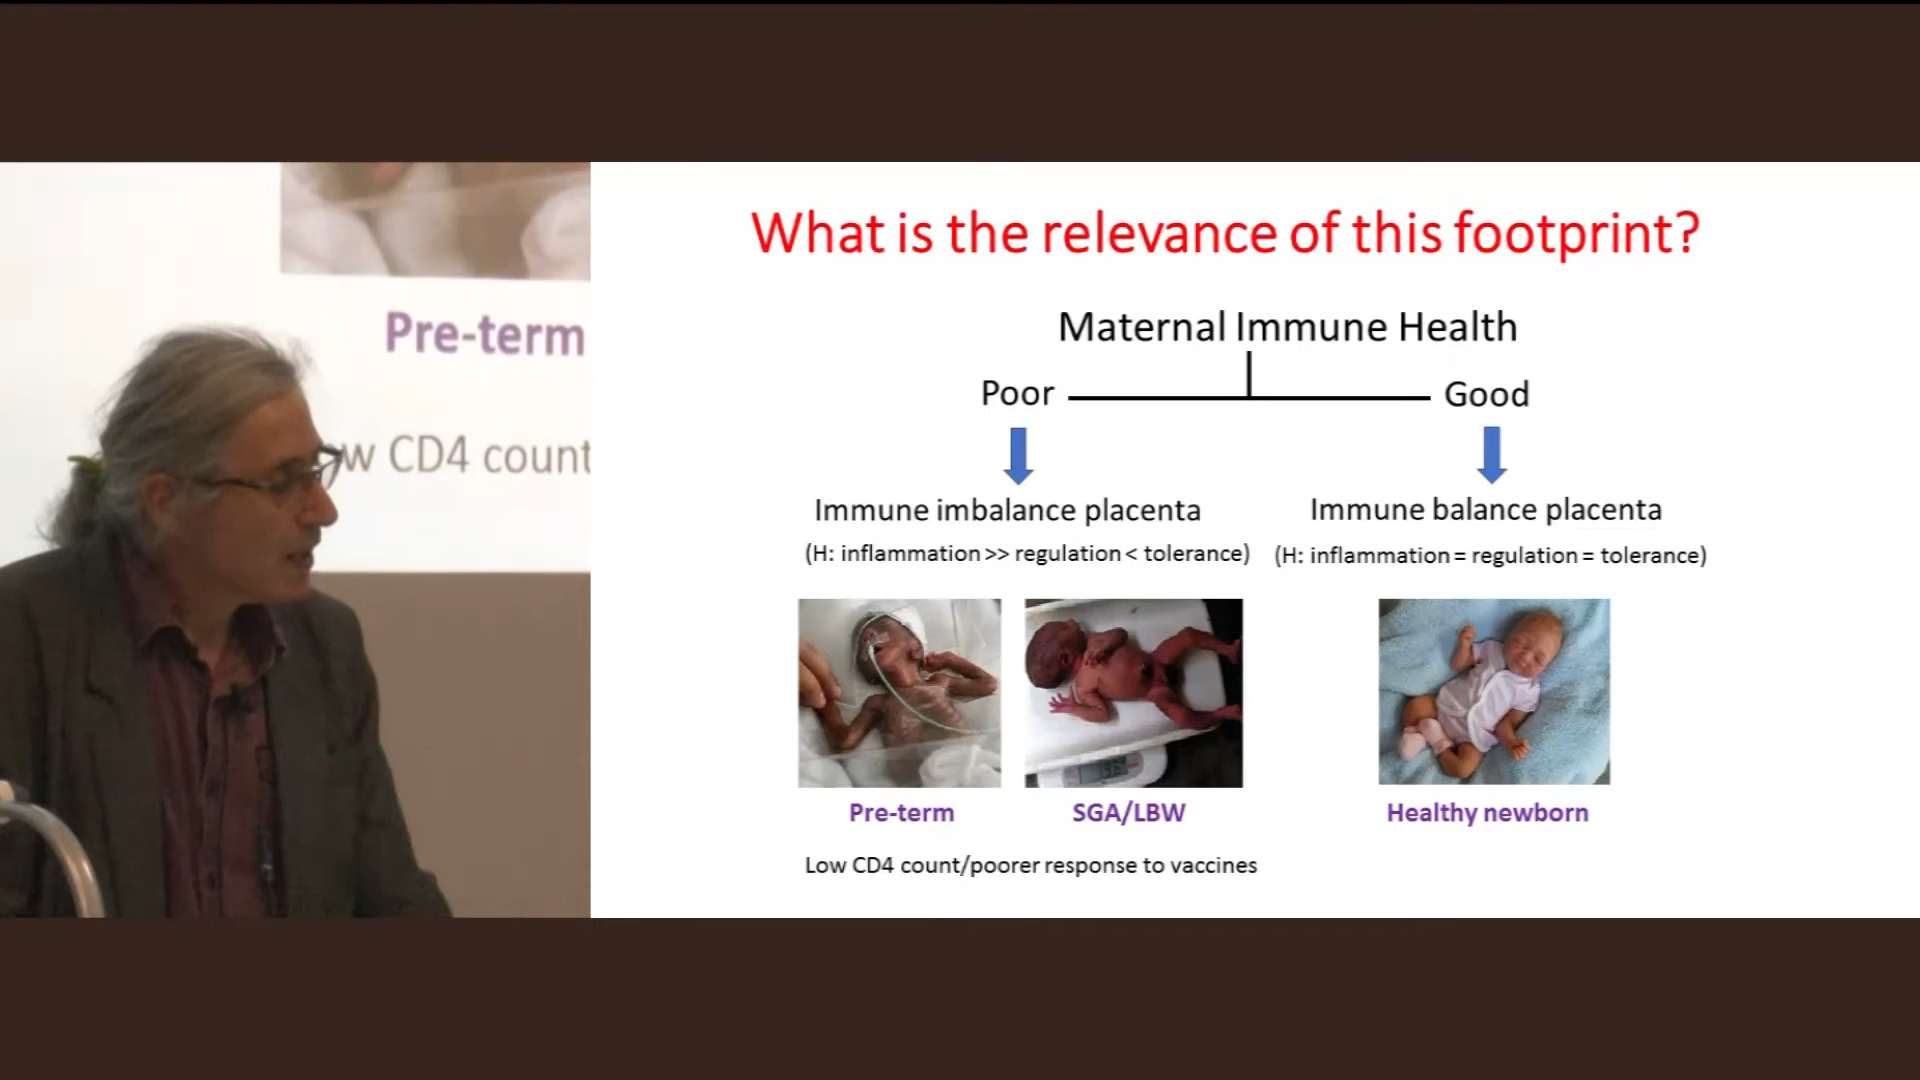 Pre-term
w CD4 count
What is the relevance of this footprint?
Maternal Immune Health
Poor
Good
Immune imbalance placenta
(H: inflammation >> regulation < tolerance)
Immune balance placenta
(H: inflammation = regulation = tolerance)
Pre-term
SGA/LBW
Healthy newborn
Low CD4 count/poorer response to vaccines